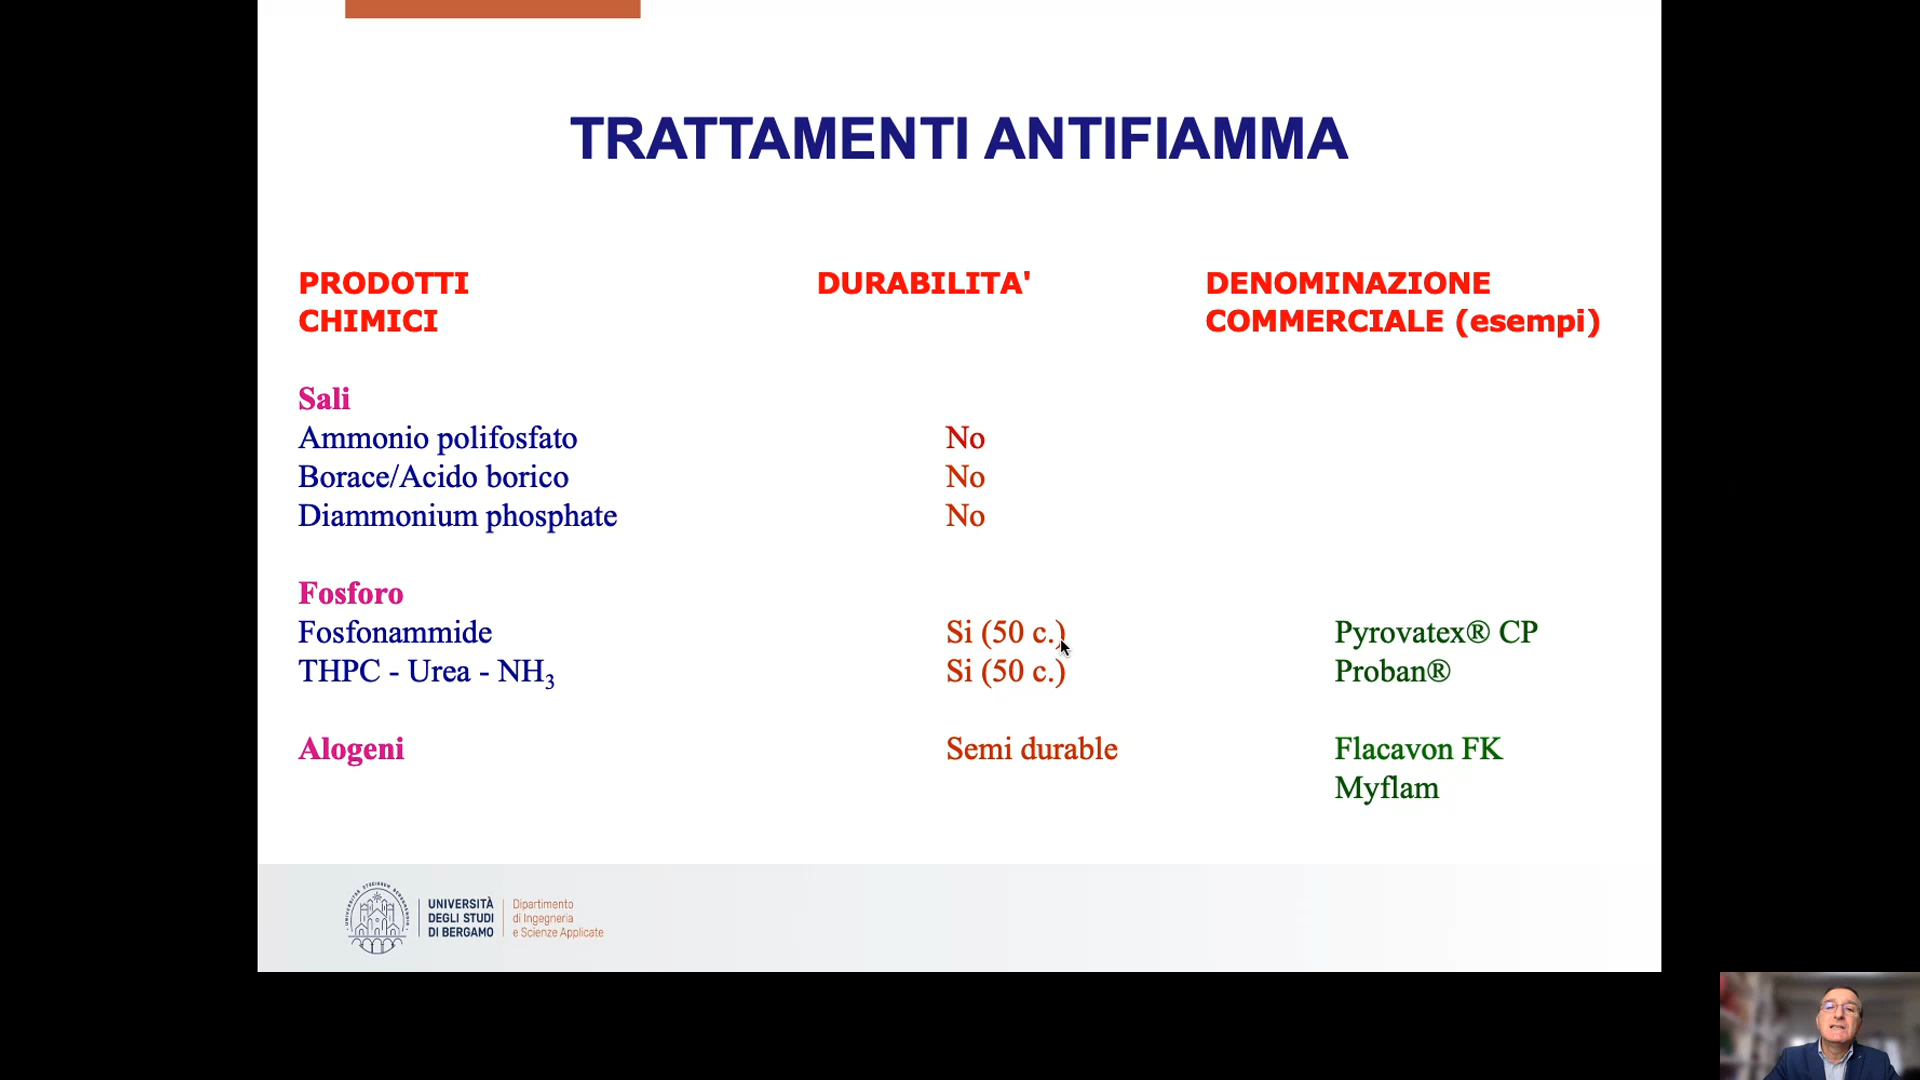 TRATTAMENTI ANTIFIAMMA
PRODOTTI CHIMICI
DURABILITA'
DENOMINAZIONE COMMERCIALE (esempi)
Sali
Ammonio polifosfato No
Borace/Acido borico No
Diammonium phosphate No
Fosforo
Fosfonammide Si (50 c.) Pyrovatex® CP
THPC - Urea - NH₃ Si (50 c.) Proban®
Alogeni Semi durable Flacavon FK
Myflam
UNIVERSITÀ
DEGLI STUDI
DI BERGAMO
Dipartimento
di Ingegneria
e Scienze Applicate